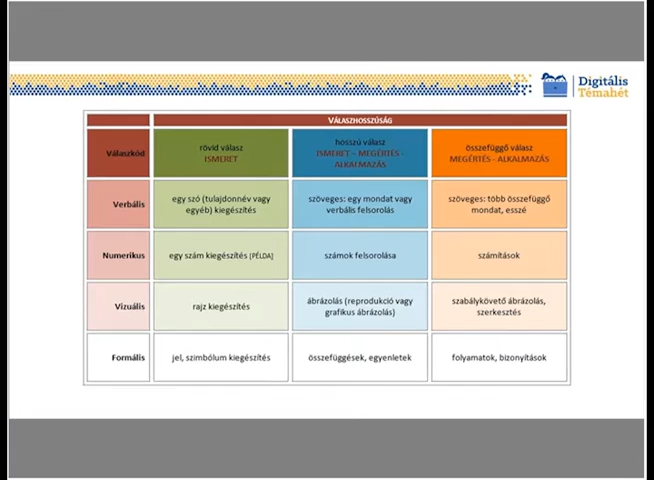 Digitális
Témahét
VÁLASZHOSSZÚSÁG
Válaszkód
rövid válasz
ISMERET
hosszú válasz
ISMERET – MEGÉRTÉS -
ALKALMAZÁS
összefüggő válasz
MEGÉRTÉS - ALKALMAZÁS
Verbális
egy szó (tulajdonnév vagy
egyéb) kiegészítés
szöveges: egy mondat vagy
verbális felsorolás
szöveges: több összefüggő
mondat, esszé
Numerikus
egy szám kiegészítés [PÉLDA]
számok felsorolása
számítások
Vizuális
rajz kiegészítés
ábrázolás (reprodukció vagy
grafikus ábrázolás)
szabálykövető ábrázolás,
szerkesztés
Formális
jel, szimbólum kiegészítés
összefüggések, egyenletek
folyamatok, bizonyítások